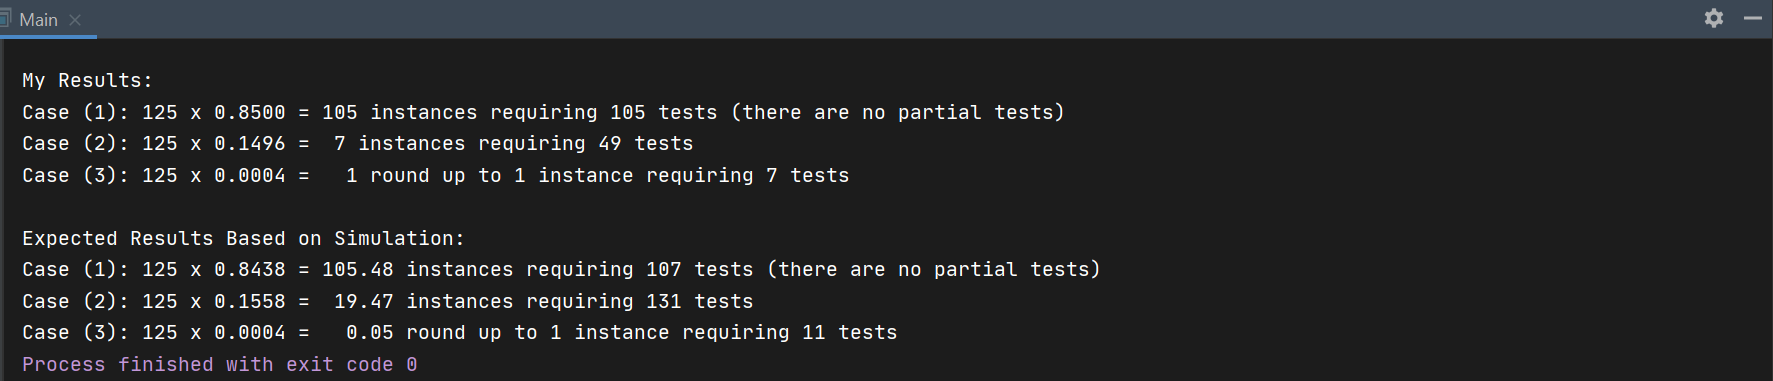 Main
My Results:
Case (1): 125 x 0.8500 = 105 instances requiring 105 tests (there are no partial tests)
Case (2): 125 x 0.1496 =  7 instances requiring 49 tests
Case (3): 125 x 0.0004 =   1 round up to 1 instance requiring 7 tests
Expected Results Based on Simulation:
Case (1): 125 x 0.8438 = 105.48 instances requiring 107 tests (there are no partial tests)
Case (2): 125 x 0.1558 =  19.47 instances requiring 131 tests
Case (3): 125 x 0.0004 =   0.05 round up to 1 instance requiring 11 tests
Process finished with exit code 0